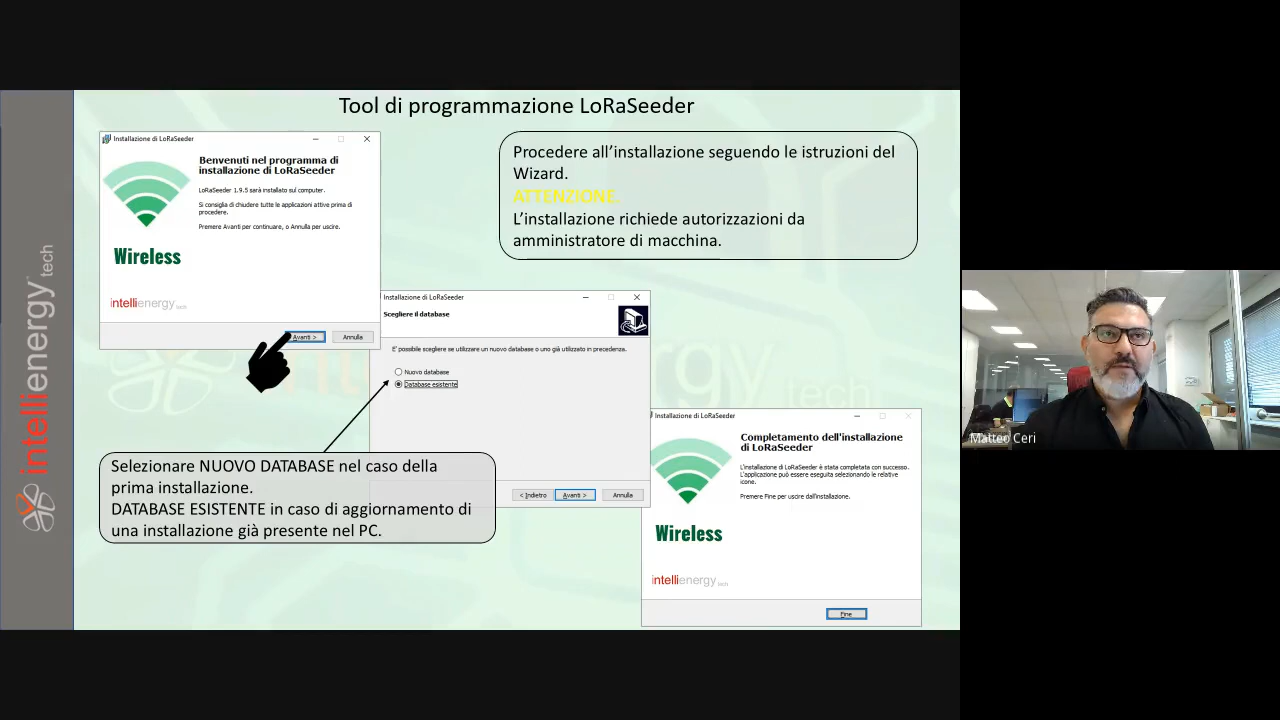 Tool di programmazione LoRaSeeder
Installazione di LoRaSeeder
Benvenuti nel programma di
installazione di LoRaSeeder
LoRaSeeder 1.9.5 sarà installato sul computer.
Si consiglia di chiudere tutte le applicazioni attive prima di
procedere.
Premere Avanti per continuare, o Annulla per uscire.
Wireless
intellienergy tech
Avanti >
Annulla
Procedere all'installazione seguendo le istruzioni del
Wizard.
ATTENZIONE.
L'installazione richiede autorizzazioni da
amministratore di macchina.
Installazione di LoRaSeeder
Scegliere il database
E' possibile scegliere se utilizzare un nuovo database o uno già utilizzato in precedenza.
Nuovo database
Database esistente
< Indietro
Avanti >
Annulla
Selezionare NUOVO DATABASE nel caso della
prima installazione.
DATABASE ESISTENTE in caso di aggiornamento di
una installazione già presente nel PC.
Installazione di LoRaSeeder
Completamento dell'installazione
di LoRaSeeder
L'installazione di LoRaSeeder è stata completata con successo.
L'applicazione può essere eseguita selezionando le relative
icone.
Premere Fine per uscire dall'installazione.
Wireless
intellienergy tech
Fine
intellienergy tech
Matteo Ceri